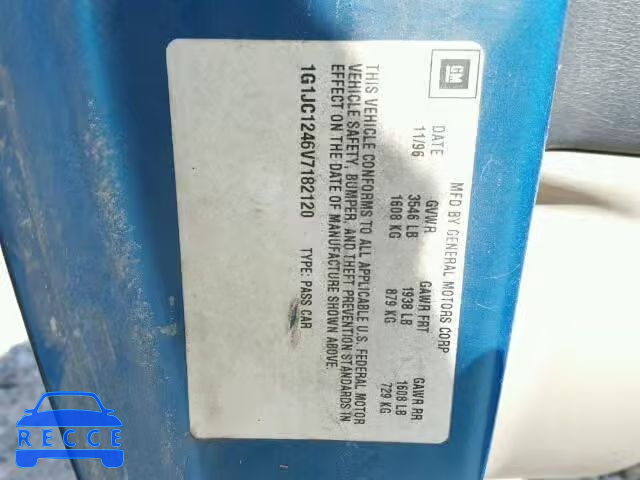 GM
MFD BY GENERAL MOTORS CORP
DATE GVWR GAWR FRT GAWR RR
11/96 3546 LB 1938 LB 1608 LB
1608 KG 879 KG 729 KG
THIS VEHICLE CONFORMS TO ALL APPLICABLE U.S. FEDERAL MOTOR
VEHICLE SAFETY, BUMPER, AND THEFT PREVENTION STANDARDS IN
EFFECT ON THE DATE OF MANUFACTURE SHOWN ABOVE.
1G1JC1246V7182120 TYPE: PASS CAR
RECCE